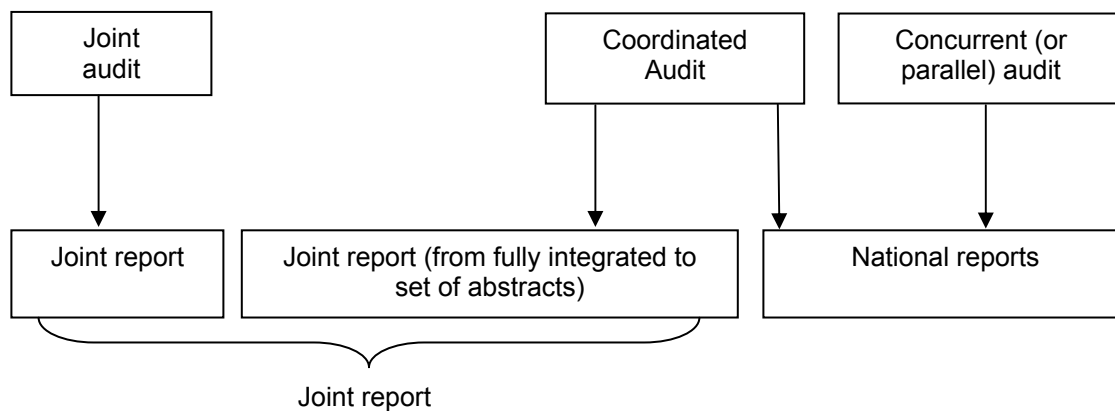 Joint
audit
Coordinated
Audit
Concurrent (or
parallel) audit
Joint report
Joint report (from fully integrated to
set of abstracts)
National reports
Joint report